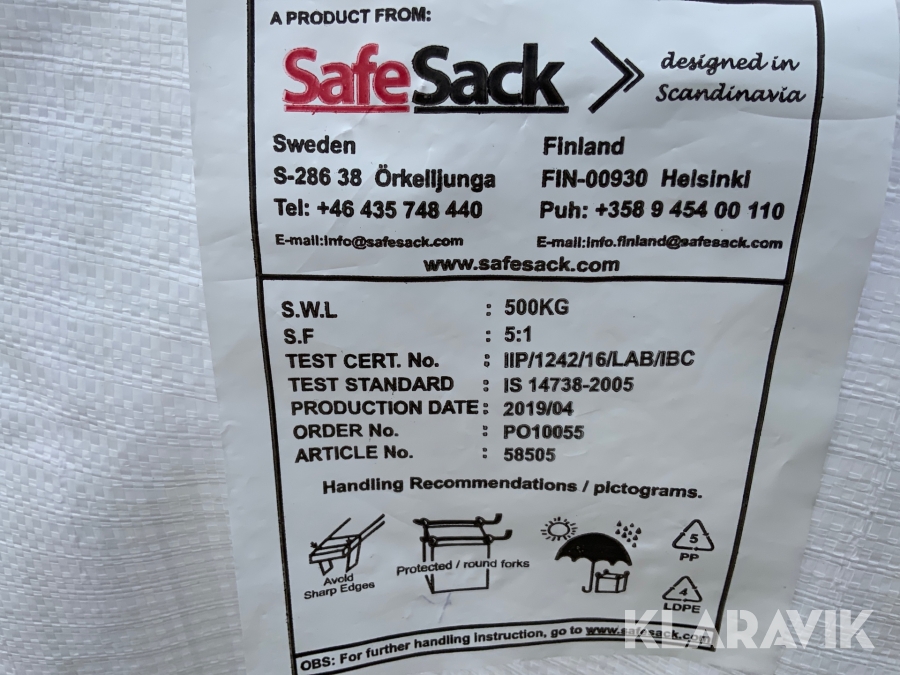 A PRODUCT FROM:
SafeSack designed in
Scandinavia
Sweden Finland
S-286 38 Örkelljunga FIN-00930 Helsinki
Tel: +46 435 748 440 Puh: +358 9 454 00 110
E-mail:info@safesack.com E-mail:info.finland@safesack.com
www.safesack.com
S.W.L : 500KG
S.F : 5:1
TEST CERT. No. : IIP/1242/16/LAB/IBC
TEST STANDARD : IS 14738-2005
PRODUCTION DATE : 2019/04
ORDER No. : PO10055
ARTICLE No. : 58505
Handling Recommendations / pictograms.
Avoid
Sharp Edges
Protected / round forks
5
PP
4
LDPE
OBS: For further handling instruction, go to www.safesack.com
KLARAVIK